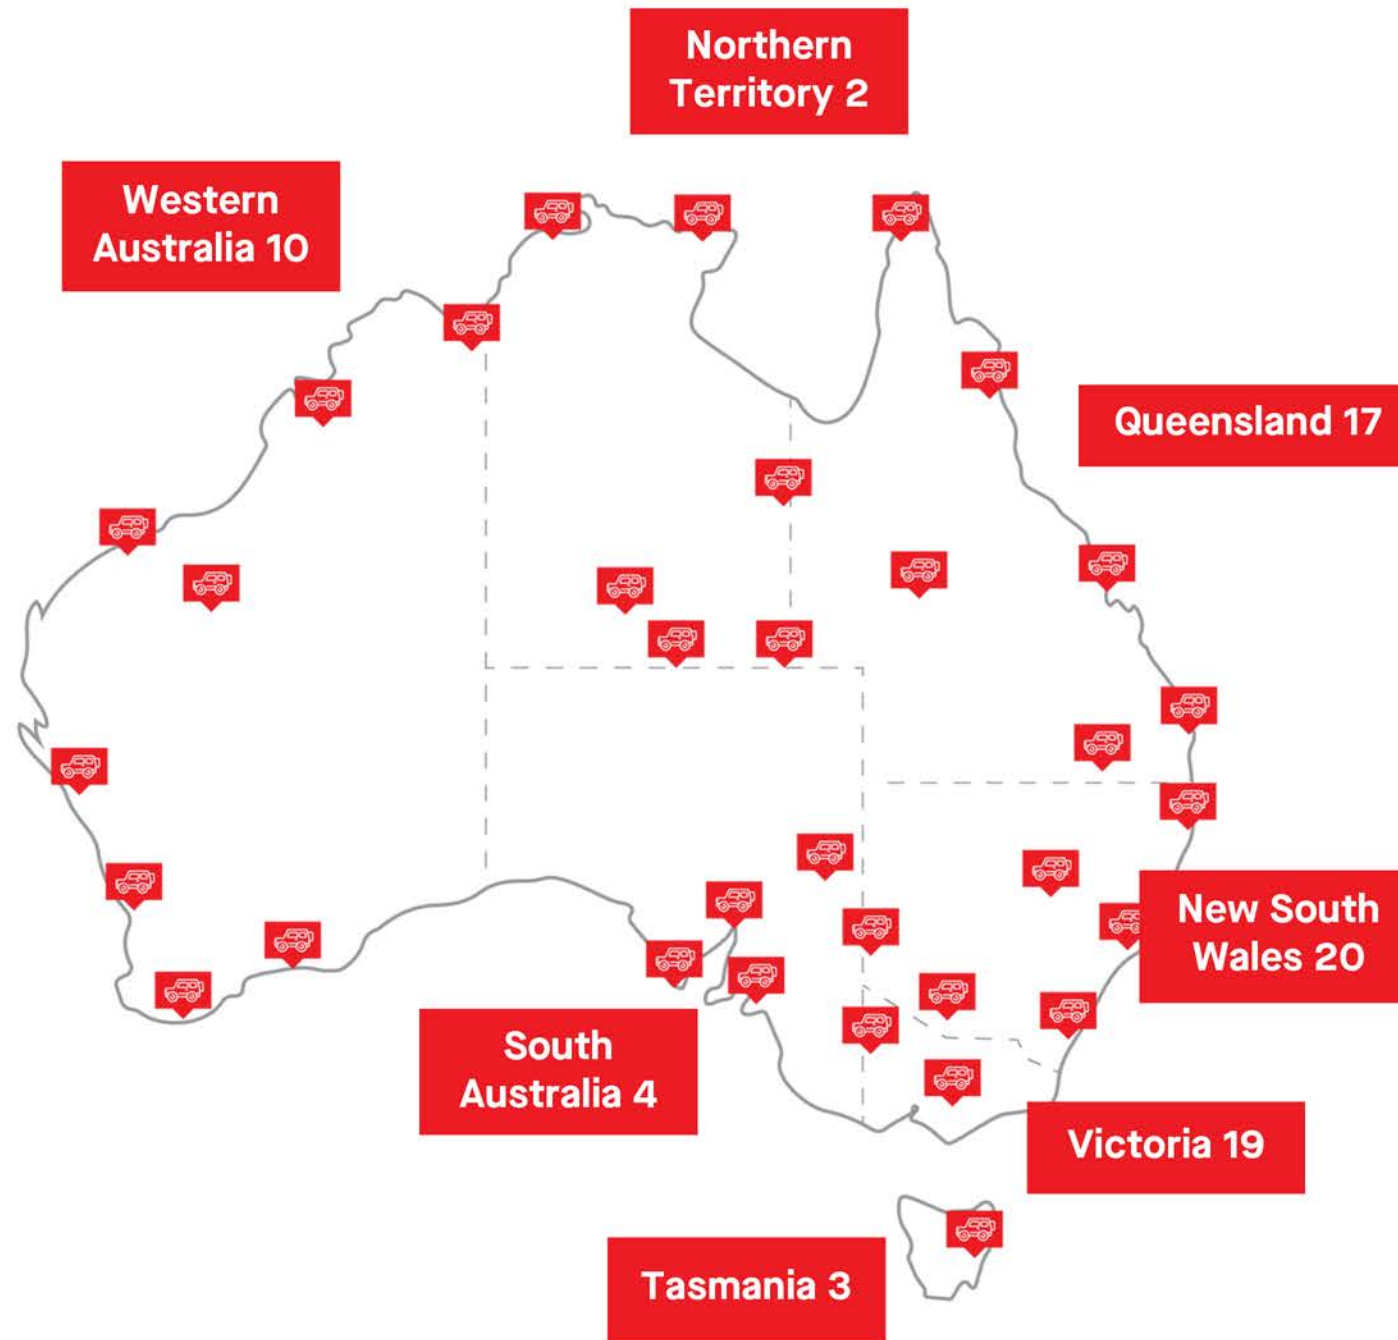 Northern
Territory 2
Western
Australia 10
Queensland 17
New South
Wales 20
South
Australia 4
Victoria 19
Tasmania 3